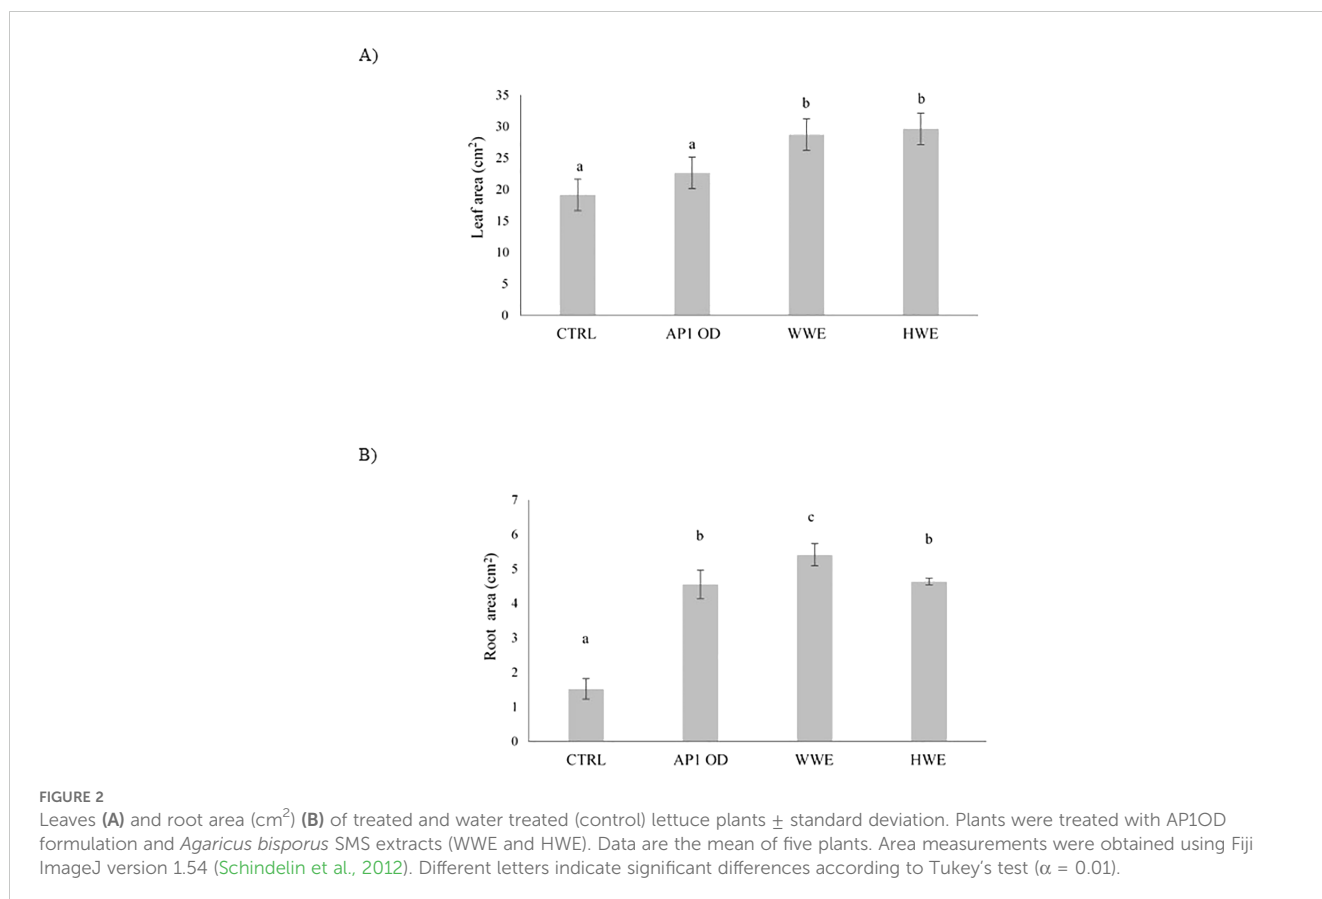 A)
35
30
25
20
15
10
5
0
Leaf area (cm²)
a
a
b
b
CTRL
AP1 OD
WWE
HWE
B)
7
6
5
4
3
2
1
0
Root area (cm²)
a
b
c
b
CTRL
AP1 OD
WWE
HWE
FIGURE 2
Leaves (A) and root area (cm²) (B) of treated and water treated (control) lettuce plants ± standard deviation. Plants were treated with AP1OD
formulation and Agaricus bisporus SMS extracts (WWE and HWE). Data are the mean of five plants. Area measurements were obtained using Fiji
ImageJ version 1.54 (Schindelin et al., 2012). Different letters indicate significant differences according to Tukey’s test (α = 0.01).